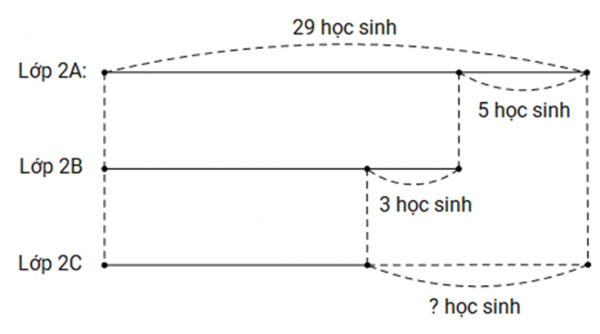 29 học sinh
Lớp 2A:
5 học sinh
Lớp 2B
3 học sinh
Lớp 2C
? học sinh